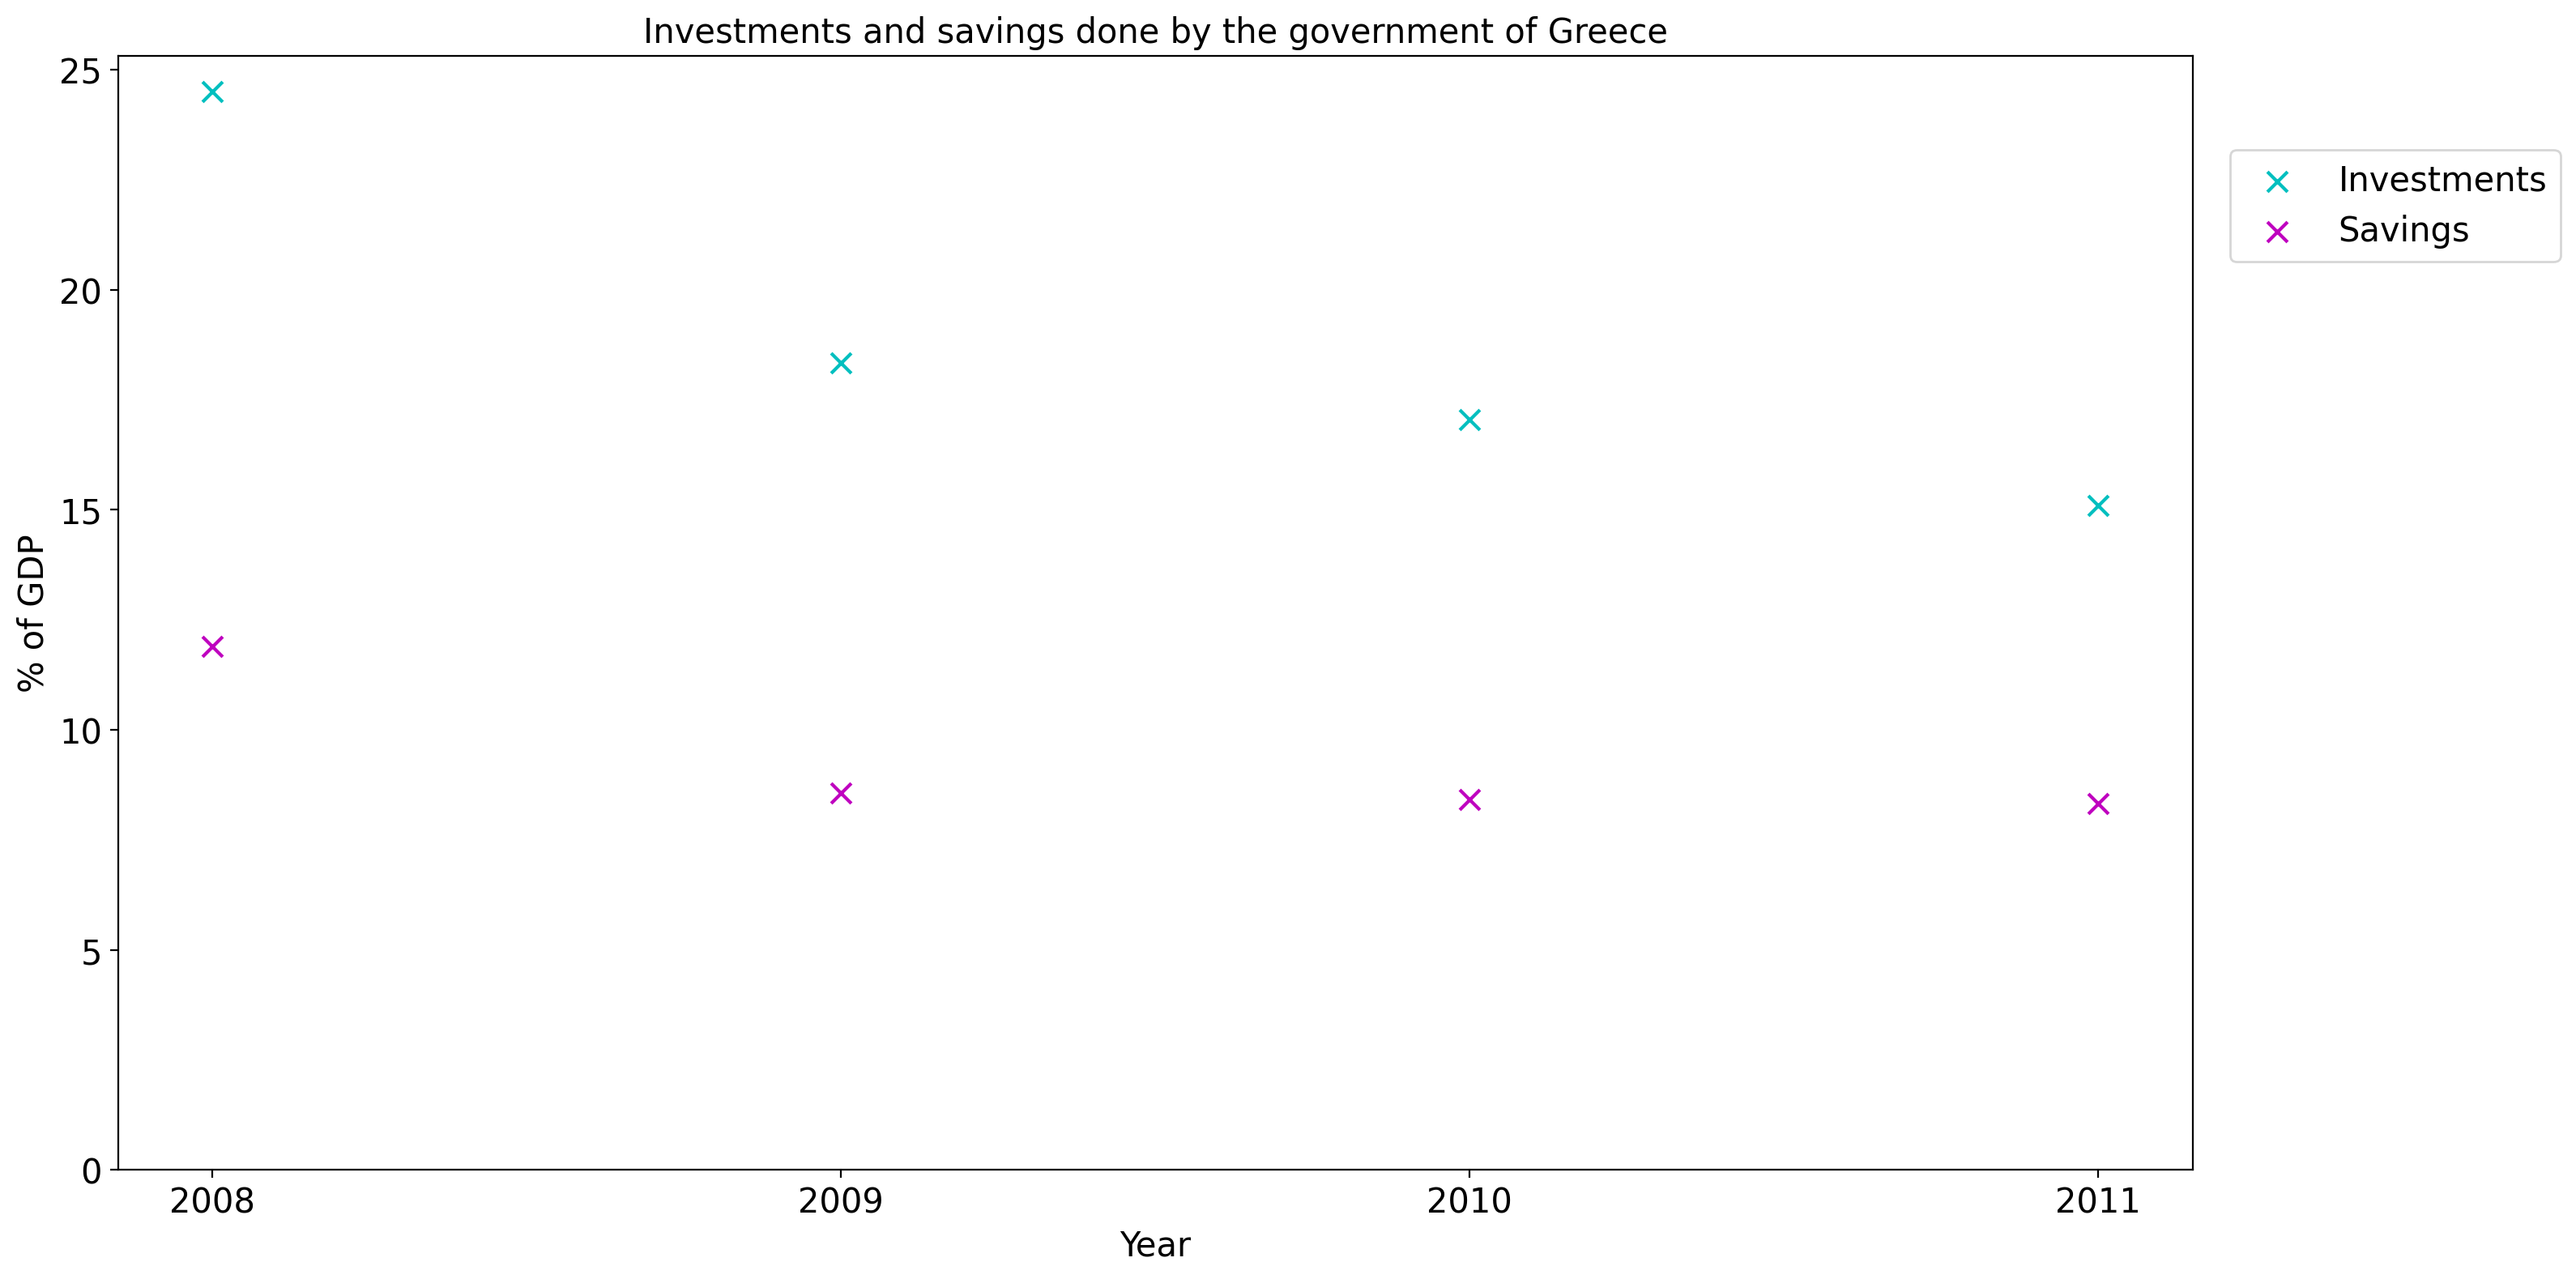 Investments and savings done by the government of Greece
25
20
15
10
5
0
% of GDP
2008 2009 2010 2011
Year
Investments
Savings